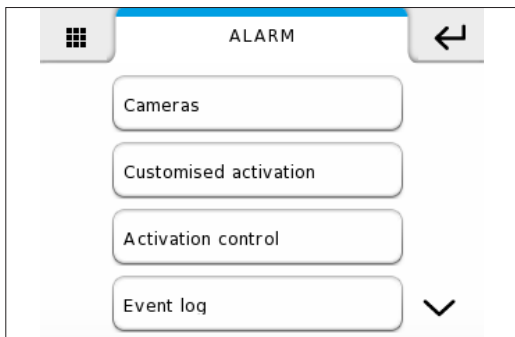 ALARM
Cameras
Customised activation
Activation control
Event log